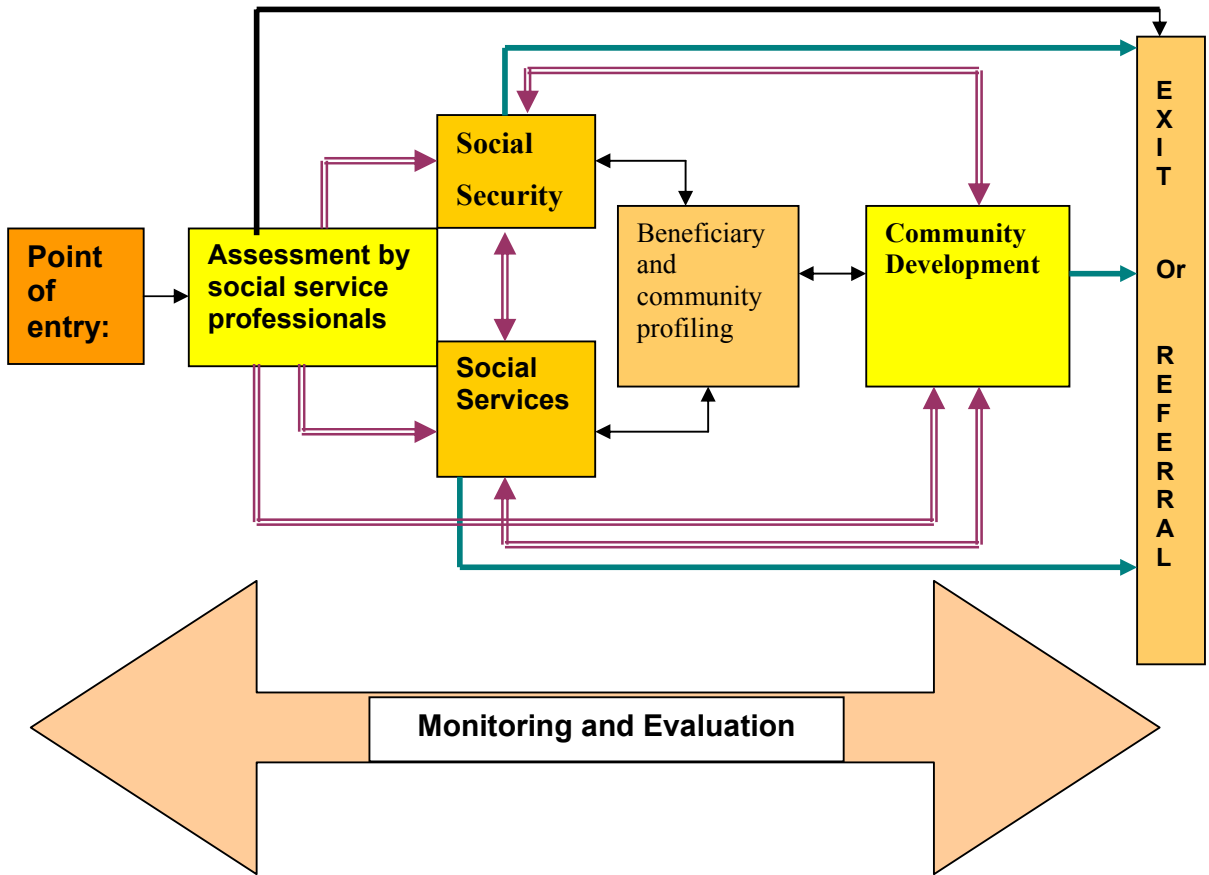 Point
of
entry:
Assessment by
social service
professionals
Social
Security
Social
Services
Beneficiary
and
community
profiling
Community
Development
E
X
I
T
Or
R
E
F
E
R
R
A
L
Monitoring and Evaluation